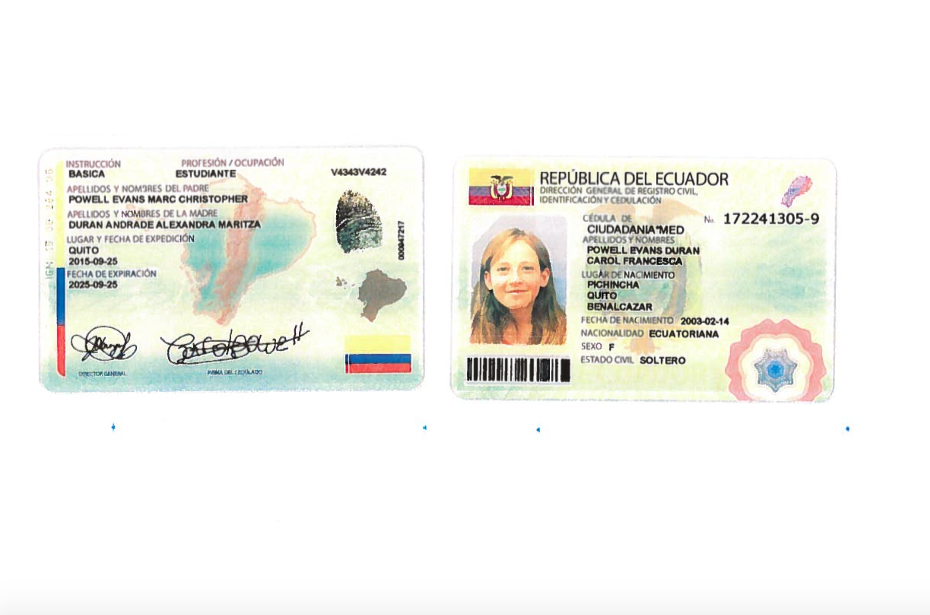 INSTRUCCIÓN PROFESIÓN / OCUPACIÓN
BASICA ESTUDIANTE V4343V4242
APELLIDOS Y NOMBRES DEL PADRE
POWELL EVANS MARC CHRISTOPHER
APELLIDOS Y NOMBRES DE LA MADRE
DURAN ANDRADE ALEXANDRA MARITZA
LUGAR Y FECHA DE EXPEDICIÓN
QUITO
2015-09-25
FECHA DE EXPIRACIÓN
2025-09-25
000847217
DIRECTOR GENERAL FIRMA DEL CEDULADO
REPÚBLICA DEL ECUADOR
DIRECCIÓN GENERAL DE REGISTRO CIVIL,
IDENTIFICACIÓN Y CEDULACIÓN
CÉDULA DE No. 172241305-9
CIUDADANIA*MED
APELLIDOS Y NOMBRES
POWELL EVANS DURAN
CAROL FRANCESCA
LUGAR DE NACIMIENTO
PICHINCHA
QUITO
BENALCAZAR
FECHA DE NACIMIENTO 2003-02-14
NACIONALIDAD ECUATORIANA
SEXO F
ESTADO CIVIL SOLTERO